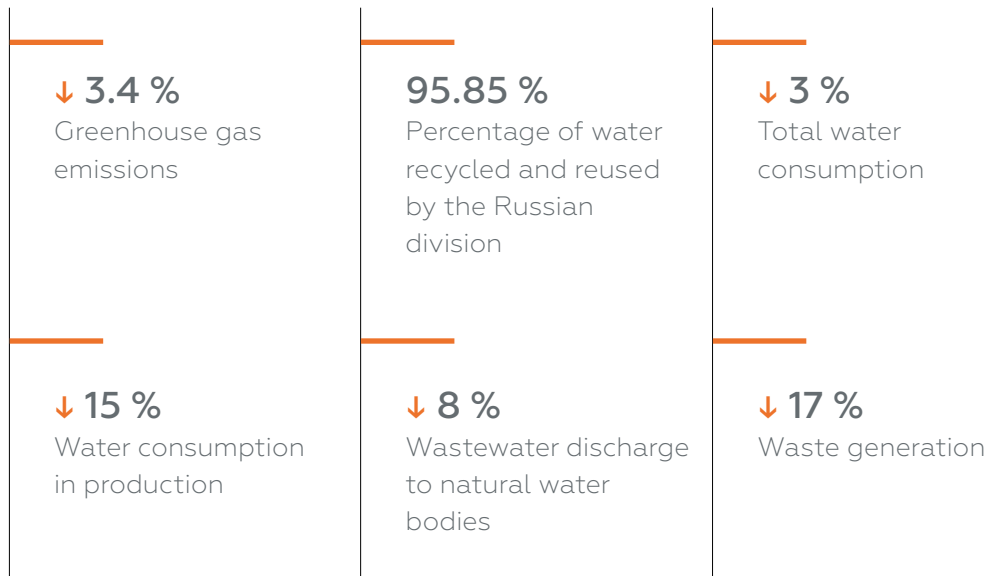 ↓ 3.4 %
Greenhouse gas
emissions
95.85 %
Percentage of water
recycled and reused
by the Russian
division
↓ 3 %
Total water
consumption
↓ 15 %
Water consumption
in production
↓ 8 %
Wastewater discharge
to natural water
bodies
↓ 17 %
Waste generation